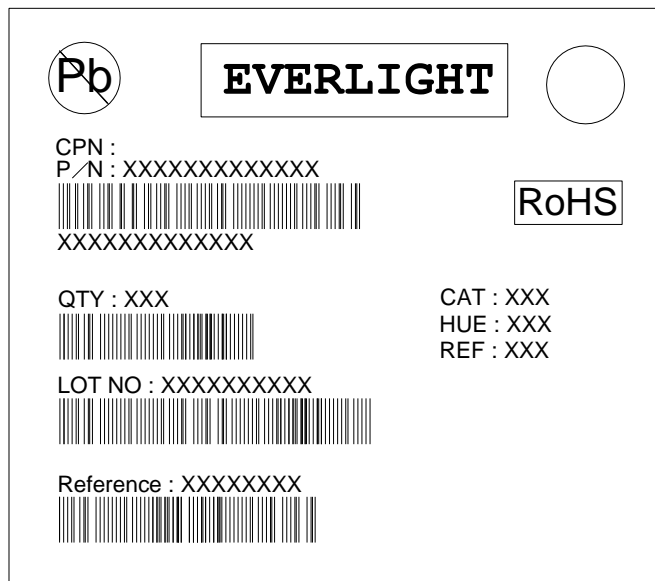 Pb
EVERLIGHT
CPN :
P/N : XXXXXXXXXXXXX
RoHS
XXXXXXXXXXXXX
QTY : XXX
CAT : XXX
HUE : XXX
REF : XXX
LOT NO : XXXXXXXXXX
Reference : XXXXXXXX